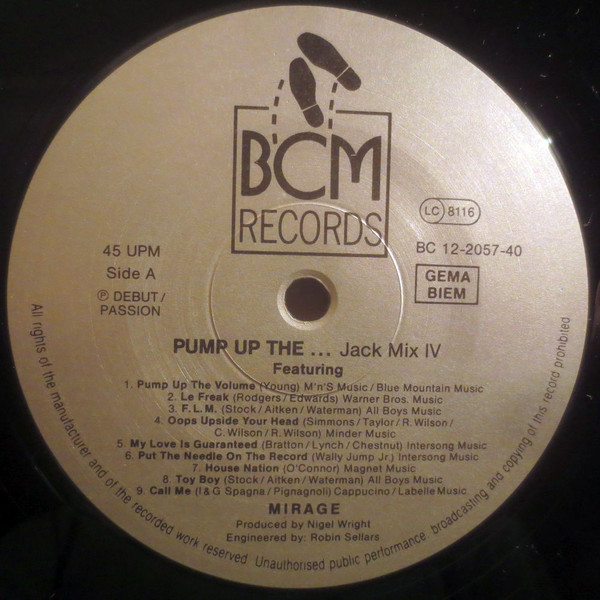 BCM
RECORDS
LC 8116
45 UPM
Side A
Ⓟ DEBUT/
PASSION
BC 12-2057-40
GEMA
BIEM
PUMP UP THE ... Jack Mix IV
Featuring
1. Pump Up The Volume (Young) M'n'S Music/Blue Mountain Music
2. Le Freak (Rodgers/Edwards) Warner Bros. Music
3. F.L.M. (Stock/Aitken/Waterman) All Boys Music
4. Oops Upside Your Head (Simmons/Taylor/R. Wilson/
C. Wilson/R. Wilson) Minder Music
5. My Love Is Guaranteed (Bratton/Lynch/Chestnut) Intersong Music
6. Put The Needle On The Record (Wally Jump Jr.) Intersong Music
7. House Nation (O'Connor) Magnet Music
8. Toy Boy (Stock/Aitken/Waterman) All Boys Music
9. Call Me (I & G Spagna/Pignagnoli) Cappucino/Labelle Music
MIRAGE
Produced by Nigel Wright
Engineered by: Robin Sellars
All rights of the manufacturer and of the recorded work reserved. Unauthorised public performance, broadcasting and copying of this record prohibited